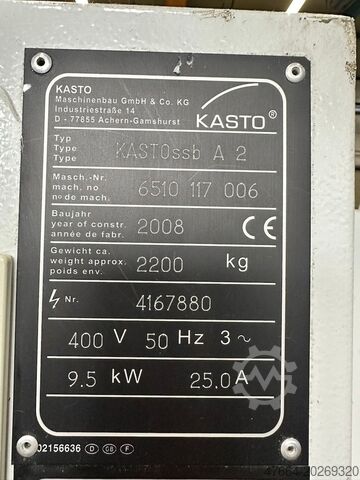 KASTO
Maschinenbau GmbH & Co. KG
Industriestraße 14
D - 77855 Achern-Gamshurst
KASTO®
Typ
Type
Type
KASTOssb A 2
Masch.-Nr.
mach. no
no de mach.
6510 117 006
Baujahr
year of constr.
année de fabr.
2008
CE
Gewicht ca.
weight approx.
poids env.
2200 kg
Nr. 4167880
400 V 50 Hz 3~
9.5 kW 25.0 A
02156636 D GB F